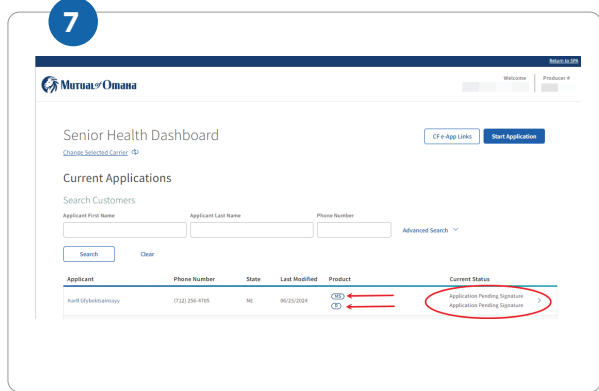 7
Return to SPA
Mutual of Omaha
Welcome
Producer #
Senior Health Dashboard
CF e-App Links
Start Application
Change Selected Carrier
Current Applications
Search Customers
Applicant First Name
Applicant Last Name
Phone Number
Advanced Search
Search
Clear
Applicant
Phone Number
State
Last Modified
Product
Current Status
(712) 256-4785
NE
06/25/2024
MS
D
Application Pending Signature
Application Pending Signature